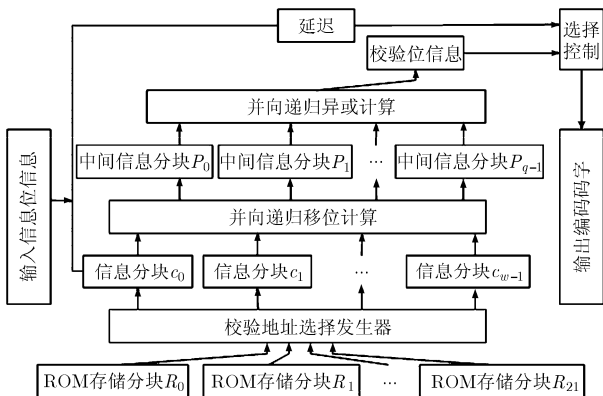 延迟
选择控制
校验位信息
并向递归异或计算
中间信息分块P0 中间信息分块P1 … 中间信息分块Pq−1
输入信息位信息
并向递归移位计算
输出编码码字
信息分块c0 信息分块c1 … 信息分块cw−1
校验地址选择发生器
ROM存储分块R0 ROM存储分块R1 … ROM存储分块R21